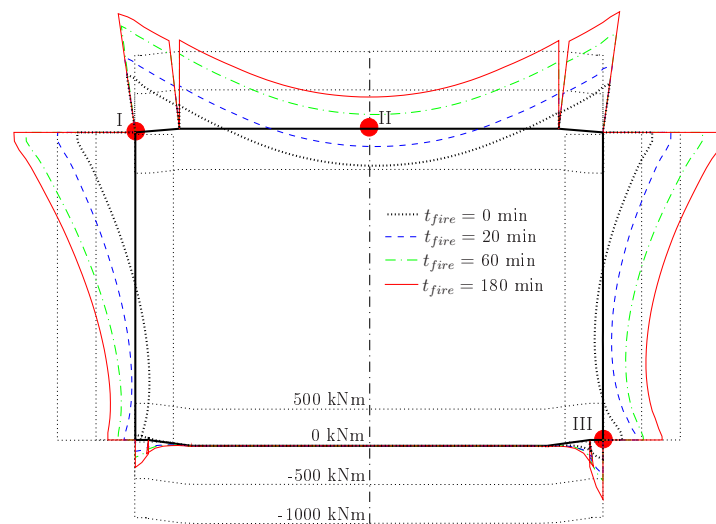 I
II
t_fire = 0 min
t_fire = 20 min
t_fire = 60 min
t_fire = 180 min
500 kNm
III
0 kNm
-500 kNm
-1000 kNm